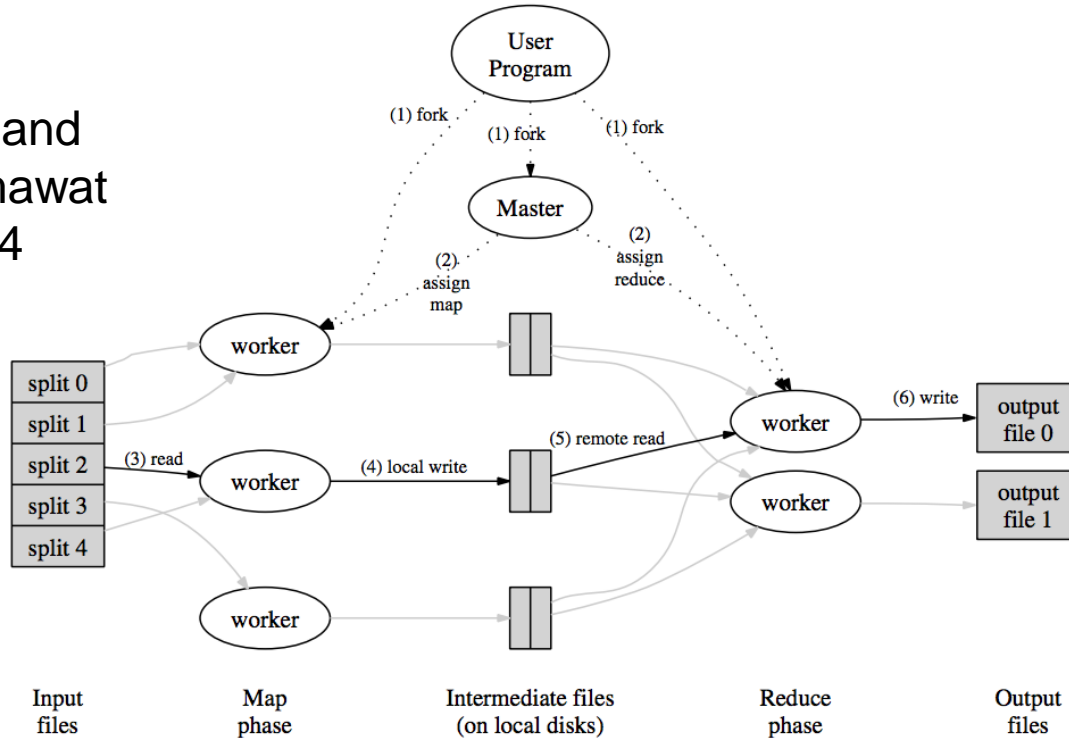 User
Program
and
hawat
4
(1) fork
(1) fork
(1) fork
Master
(2)
assign
map
(2)
assign
reduce
worker
split 0
split 1
split 2
split 3
split 4
(3) read
worker
(4) local write
(5) remote read
worker
(6) write
output
file 0
worker
output
file 1
worker
Input
files
Map
phase
Intermediate files
(on local disks)
Reduce
phase
Output
files